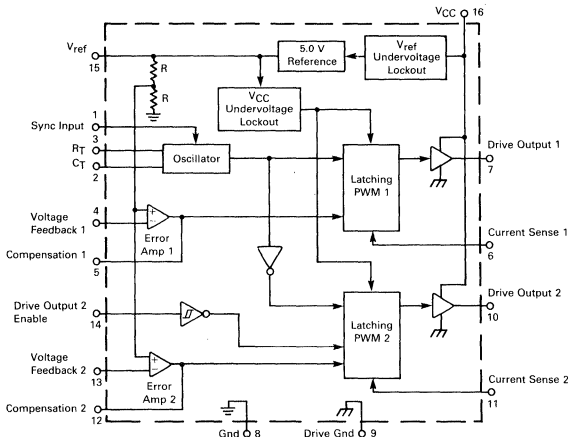 VCC 16
Vref
15
R
R
5.0 V
Reference
Vref
Undervoltage
Lockout
VCC
Undervoltage
Lockout
1
Sync Input
3
RT
CT
2
Oscillator
Latching
PWM 1
Drive Output 1
7
Voltage
Feedback 1
4
+
−
Error
Amp 1
Compensation 1
5
Current Sense 1
6
Drive Output 2
Enable
14
Latching
PWM 2
Drive Output 2
10
Voltage
Feedback 2
13
+
−
Error
Amp 2
Compensation 2
12
Current Sense 2
11
Gnd 8
Drive Gnd 9